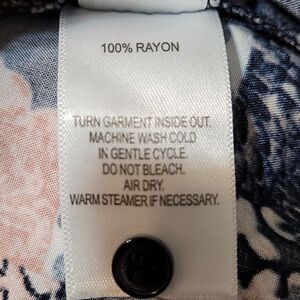 100% RAYON
TURN GARMENT INSIDE OUT.
MACHINE WASH COLD
IN GENTLE CYCLE.
DO NOT BLEACH.
AIR DRY.
WARM STEAMER IF NECESSARY.